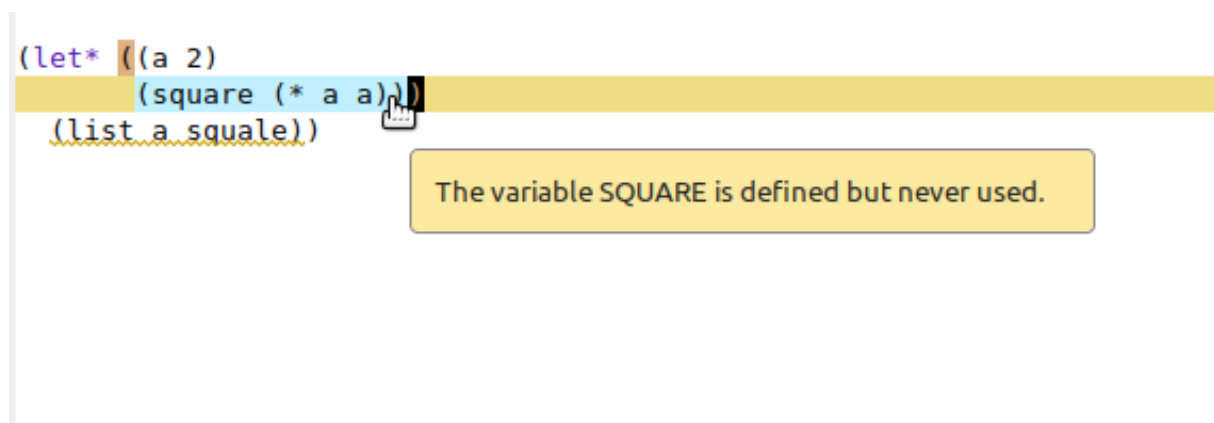 (let* ((a 2)
(square (* a a)))
(list a squale))
The variable SQUARE is defined but never used.